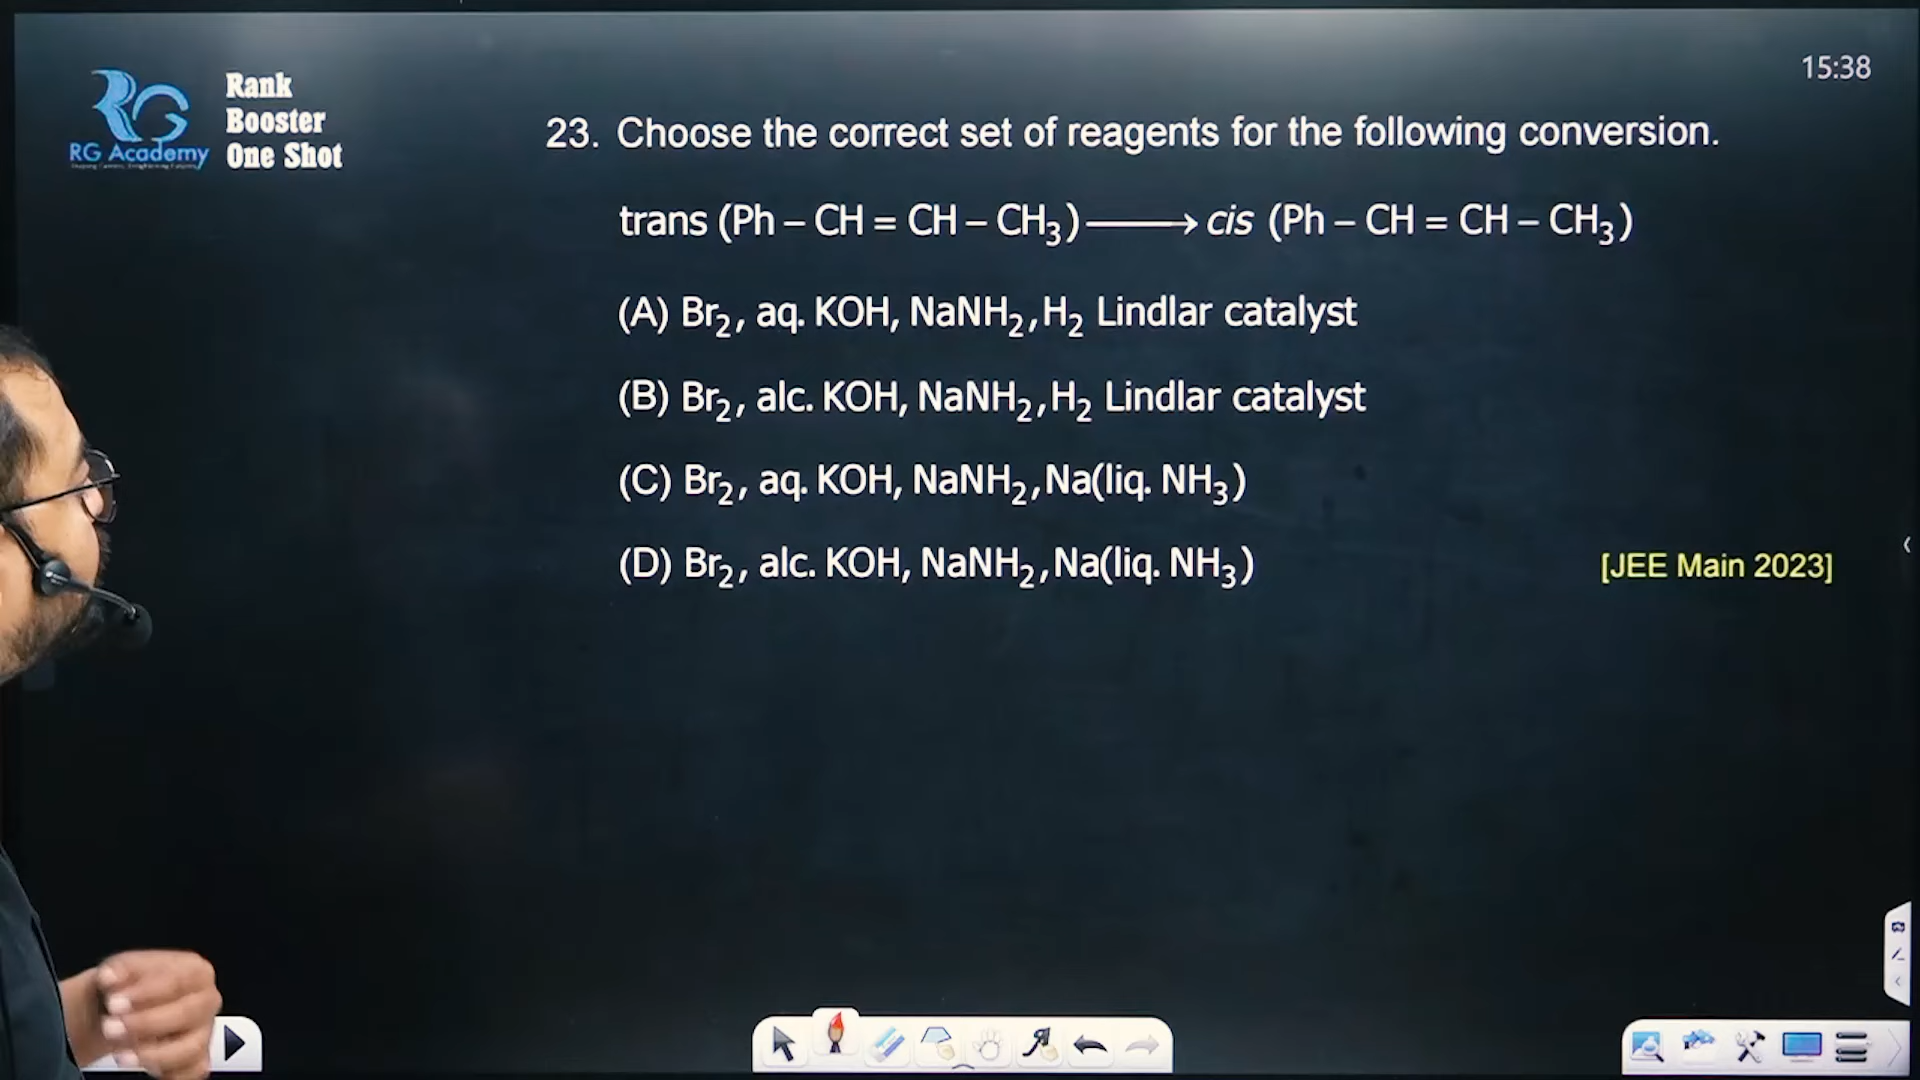 Rank
Booster
One Shot
RG Academy
15:38
23. Choose the correct set of reagents for the following conversion.
trans (Ph – CH = CH – CH₃) ⟶ cis (Ph – CH = CH – CH₃)
(A) Br₂, aq. KOH, NaNH₂, H₂ Lindlar catalyst
(B) Br₂, alc. KOH, NaNH₂, H₂ Lindlar catalyst
(C) Br₂, aq. KOH, NaNH₂, Na(liq. NH₃)
(D) Br₂, alc. KOH, NaNH₂, Na(liq. NH₃)
[JEE Main 2023]